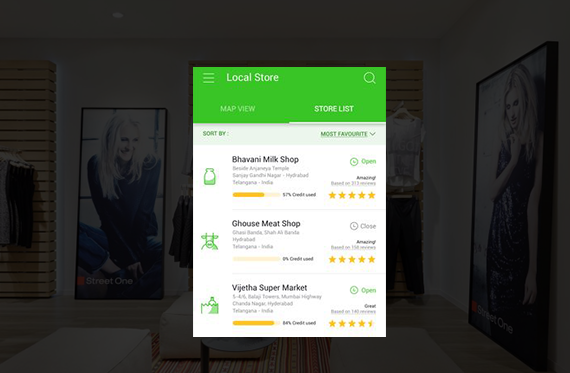 Local Store
MAP VIEW
STORE LIST
SORT BY :
MOST FAVOURITE
Bhavani Milk Shop
Open
Beside Anjaneya Temple
Sanjay Gandhi Nagar - Hydrabad
Telangana - India
Amazing!
Based on 313 reviews
57% Credit used
Ghouse Meat Shop
Close
Ghasi Banda, Shah Ali Banda
Hydrabad
Telangana - India
Amazing!
Based on 158 reviews
0% Credit used
Vijetha Super Market
Open
5-4/6, Balaji Towers, Mumbai Highway
Chanda Nagar, Hyderabad
Telangana - India
Great
Based on 140 reviews
84% Credit used
Street One
Street One